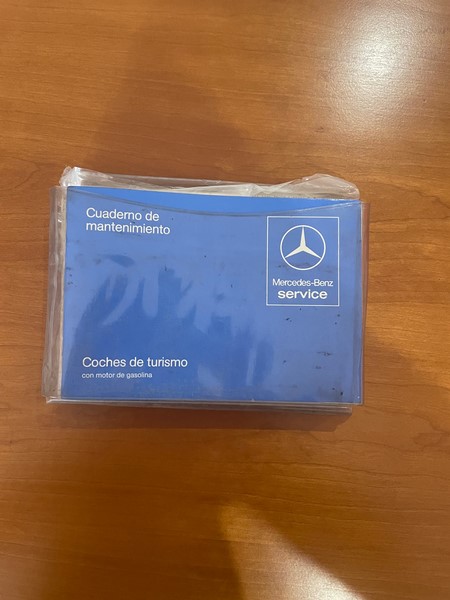 Cuaderno de
mantenimiento
Mercedes-Benz
service
Coches de turismo
con motor de gasolina